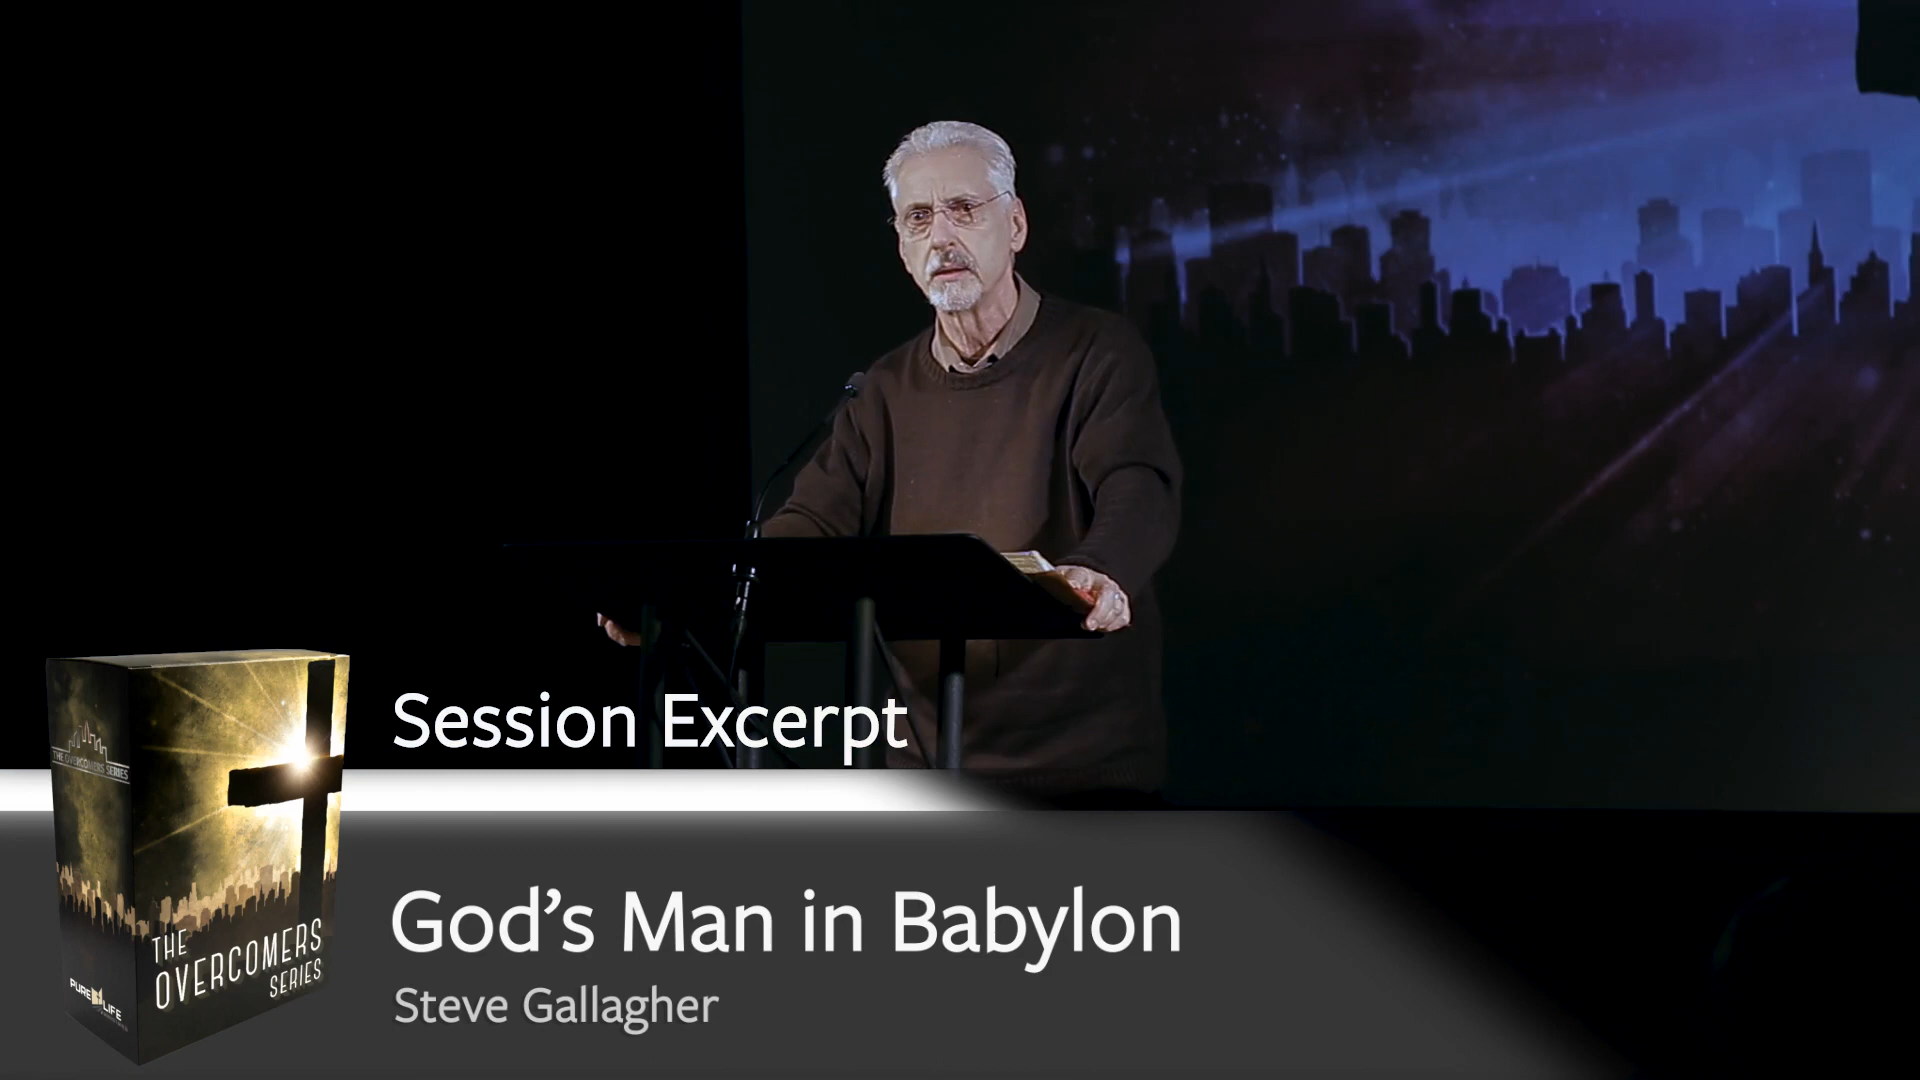 Session Excerpt
God's Man in Babylon
Steve Gallagher
THE OVERCOMERS SERIES
THE
OVERCOMERS
SERIES
PURE LIFE